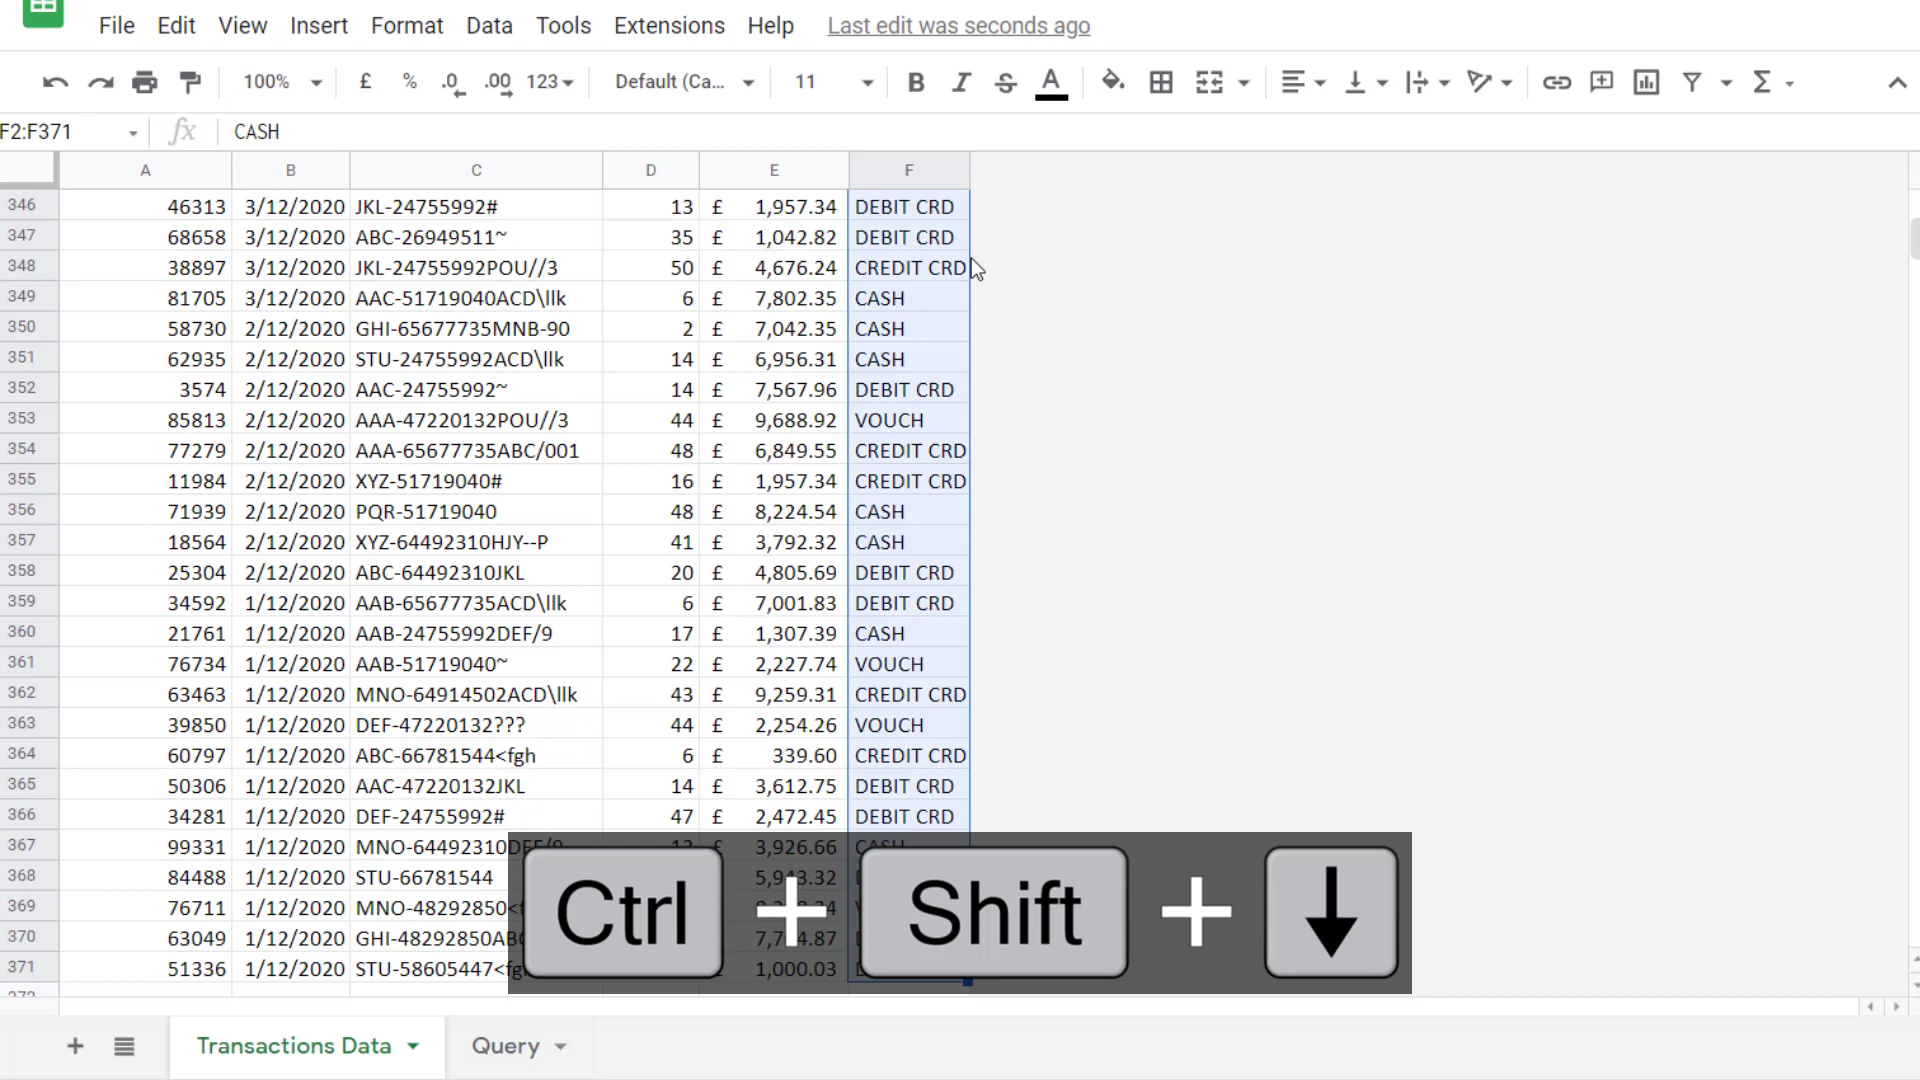 File Edit View Insert Format Data Tools Extensions Help Last edit was seconds ago
100% £ % .0 .00 123 Default (Ca... 11 B I S A Σ
F2:F371 fx CASH
A B C D E F
346 46313 3/12/2020 JKL-24755992# 13 £ 1,957.34 DEBIT CRD
347 68658 3/12/2020 ABC-26949511~ 35 £ 1,042.82 DEBIT CRD
348 38897 3/12/2020 JKL-24755992POU//3 50 £ 4,676.24 CREDIT CRD
349 81705 3/12/2020 AAC-51719040ACD\llk 6 £ 7,802.35 CASH
350 58730 2/12/2020 GHI-65677735MNB-90 2 £ 7,042.35 CASH
351 62935 2/12/2020 STU-24755992ACD\llk 14 £ 6,956.31 CASH
352 3574 2/12/2020 AAC-24755992~ 14 £ 7,567.96 DEBIT CRD
353 85813 2/12/2020 AAA-47220132POU//3 44 £ 9,688.92 VOUCH
354 77279 2/12/2020 AAA-65677735ABC/001 48 £ 6,849.55 CREDIT CRD
355 11984 2/12/2020 XYZ-51719040# 16 £ 1,957.34 CREDIT CRD
356 71939 2/12/2020 PQR-51719040 48 £ 8,224.54 CASH
357 18564 2/12/2020 XYZ-64492310HJY--P 41 £ 3,792.32 CASH
358 25304 2/12/2020 ABC-64492310JKL 20 £ 4,805.69 DEBIT CRD
359 34592 1/12/2020 AAB-65677735ACD\llk 6 £ 7,001.83 DEBIT CRD
360 21761 1/12/2020 AAB-24755992DEF/9 17 £ 1,307.39 CASH
361 76734 1/12/2020 AAB-51719040~ 22 £ 2,227.74 VOUCH
362 63463 1/12/2020 MNO-64914502ACD\llk 43 £ 9,259.31 CREDIT CRD
363 39850 1/12/2020 DEF-47220132??? 44 £ 2,254.26 VOUCH
364 60797 1/12/2020 ABC-66781544<fgh 6 £ 339.60 CREDIT CRD
365 50306 1/12/2020 AAC-47220132JKL 14 £ 3,612.75 DEBIT CRD
366 34281 1/12/2020 DEF-24755992# 47 £ 2,472.45 DEBIT CRD
367 99331 1/12/2020 MNO-64492310DEF/9 £ 3,926.66 CASH
368 84488 1/12/2020 STU-66781544
369 76711 1/12/2020 MNO-48292850<f
370 63049 1/12/2020 GHI-48292850AB
371 51336 1/12/2020 STU-58605447<fg 1,000.03
Ctrl + Shift + ↓
Transactions Data Query